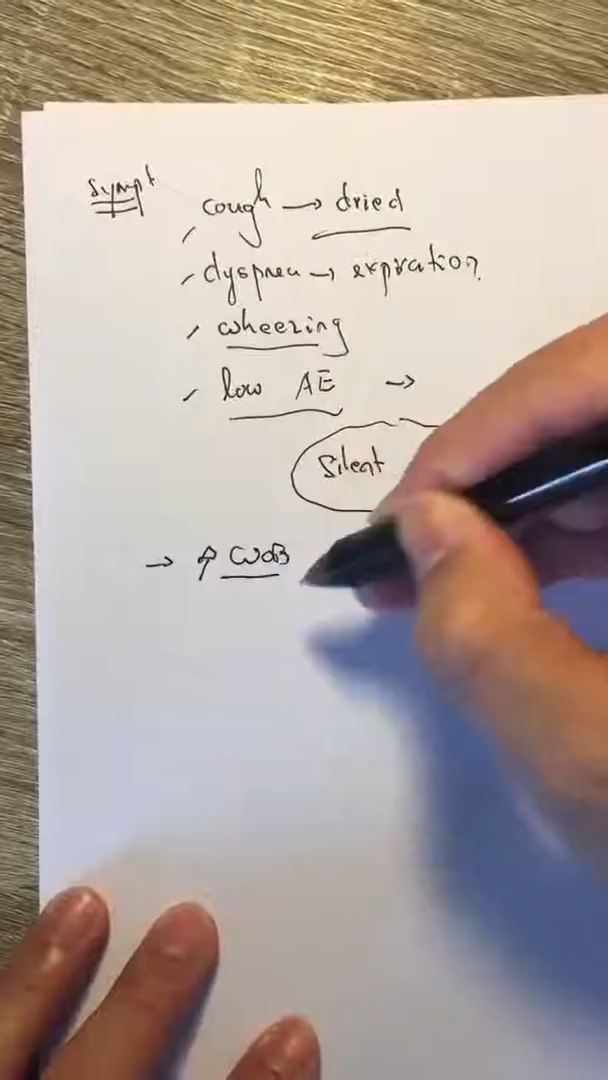 Sympt
cough → dried
dyspnea → expiration
wheezing
low AE →
Silent
→ ↑ WOB